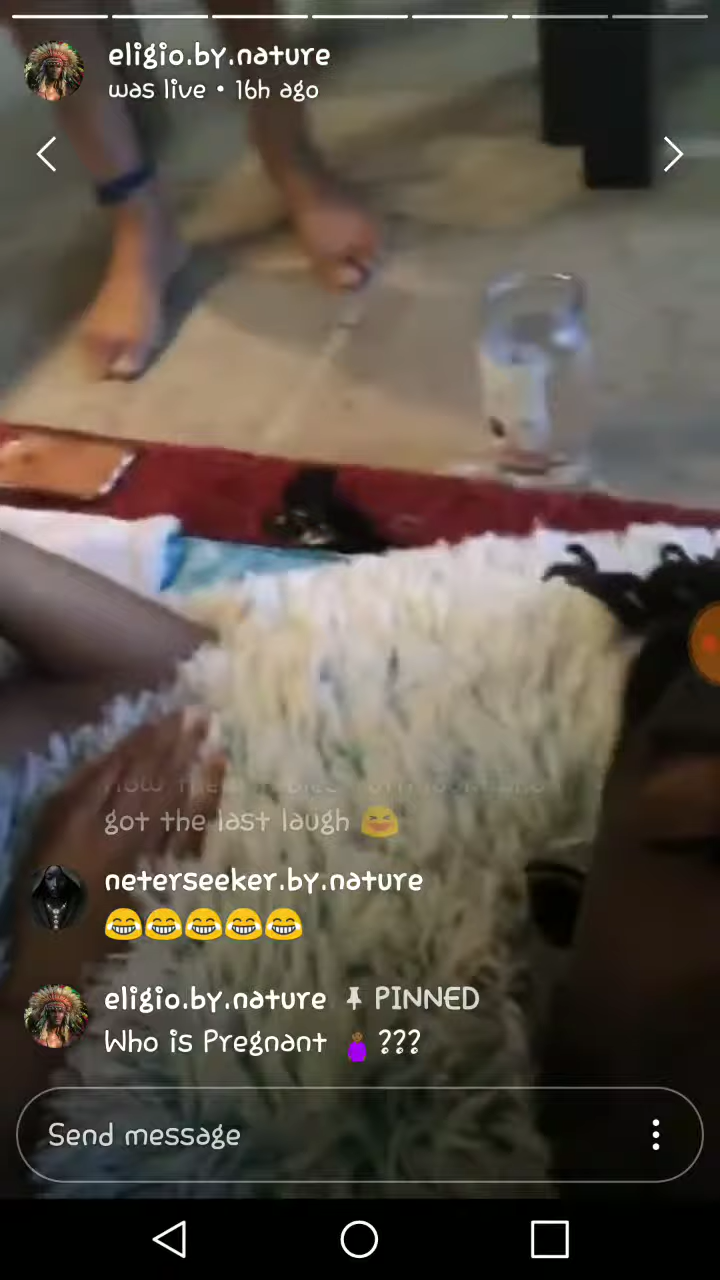 eligio.by.nature
was live • 16h ago
got the last laugh 😆
neterseeker.by.nature
😂😂😂😂😂
eligio.by.nature 📌 PINNED
Who is Pregnant 🤰🏾 ???
Send message